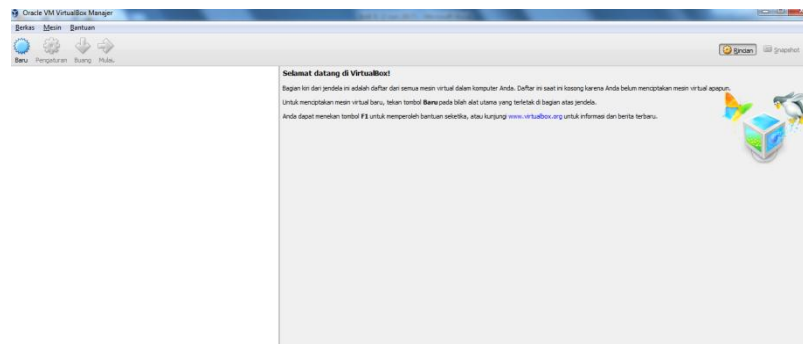 Oracle VM VirtualBox Manajer
Berkas Mesin Bantuan
Baru Pengaturan Buang Mulai
Rincian Snapshot
Selamat datang di VirtualBox!
Bagian kiri dari jendela ini adalah daftar dari semua mesin virtual dalam komputer Anda. Daftar ini saat ini kosong karena Anda belum menciptakan mesin virtual apapun.
Untuk menciptakan mesin virtual baru, tekan tombol Baru pada bilah alat utama yang terletak di bagian atas jendela.
Anda dapat menekan tombol F1 untuk memperoleh bantuan seketika, atau kunjungi www.virtualbox.org untuk informasi dan berita terbaru.